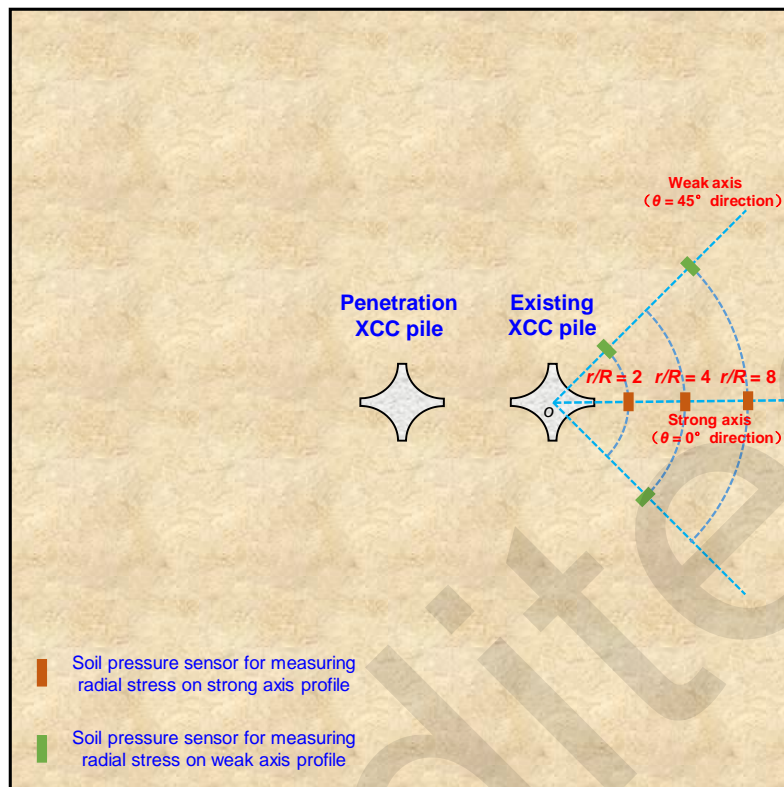 Weak axis
（θ = 45° direction）
Penetration
XCC pile
Existing
XCC pile
r/R = 2 r/R = 4 r/R = 8
o
Strong axis
（θ = 0° direction）
Soil pressure sensor for measuring
radial stress on strong axis profile
Soil pressure sensor for measuring
radial stress on weak axis profile